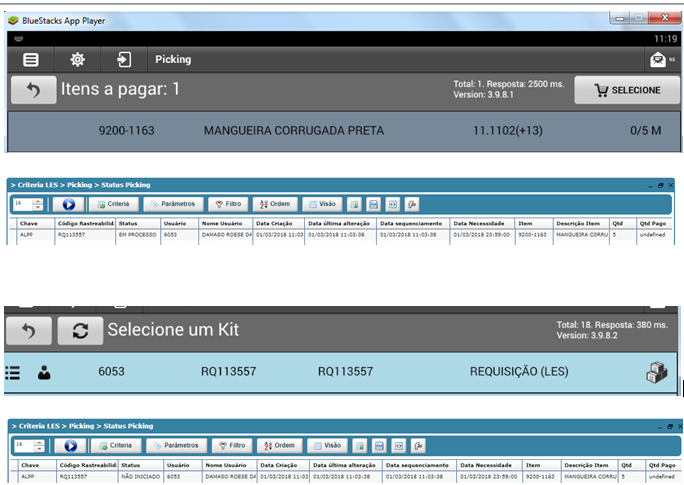 BlueStacks App Player
11:19
Picking
93
Itens a pagar: 1
Total: 1. Resposta: 2500 ms.
Version: 3.9.8.1
SELECIONE
9200-1163 MANGUEIRA CORRUGADA PRETA 11.1102(+13) 0/5 M
> Criteria LES > Picking > Status Picking
16 Criteria Parâmetros Filtro Ordem Visão
Chave Código Rastreabilid Status Usuário Nome Usuário Data Criação Data última alteração Data sequenciamento Data Necessidade Item Descrição Item Qtd Qtd Pago
ALPP RQ113557 EM PROCESSO 6053 DAMASO ROESE DA 01/03/2018 11:03 01/03/2018 11:03:38 01/03/2018 11:03:38 01/03/2018 23:59:00 9200-1163 MANGUEIRA CORRU 5 undefined
Selecione um Kit
Total: 18. Resposta: 380 ms.
Version: 3.9.8.2
6053 RQ113557 RQ113557 REQUISIÇÃO (LES)
> Criteria LES > Picking > Status Picking
16 Criteria Parâmetros Filtro Ordem Visão
Chave Código Rastreabilid Status Usuário Nome Usuário Data Criação Data última alteração Data sequenciamento Data Necessidade Item Descrição Item Qtd Qtd Pago
ALPP RQ113557 NÃO INICIADO 6053 DAMASO ROESE DA 01/03/2018 11:03 01/03/2018 11:03:38 01/03/2018 11:03:38 01/03/2018 23:59:00 9200-1163 MANGUEIRA CORRU 5 undefined